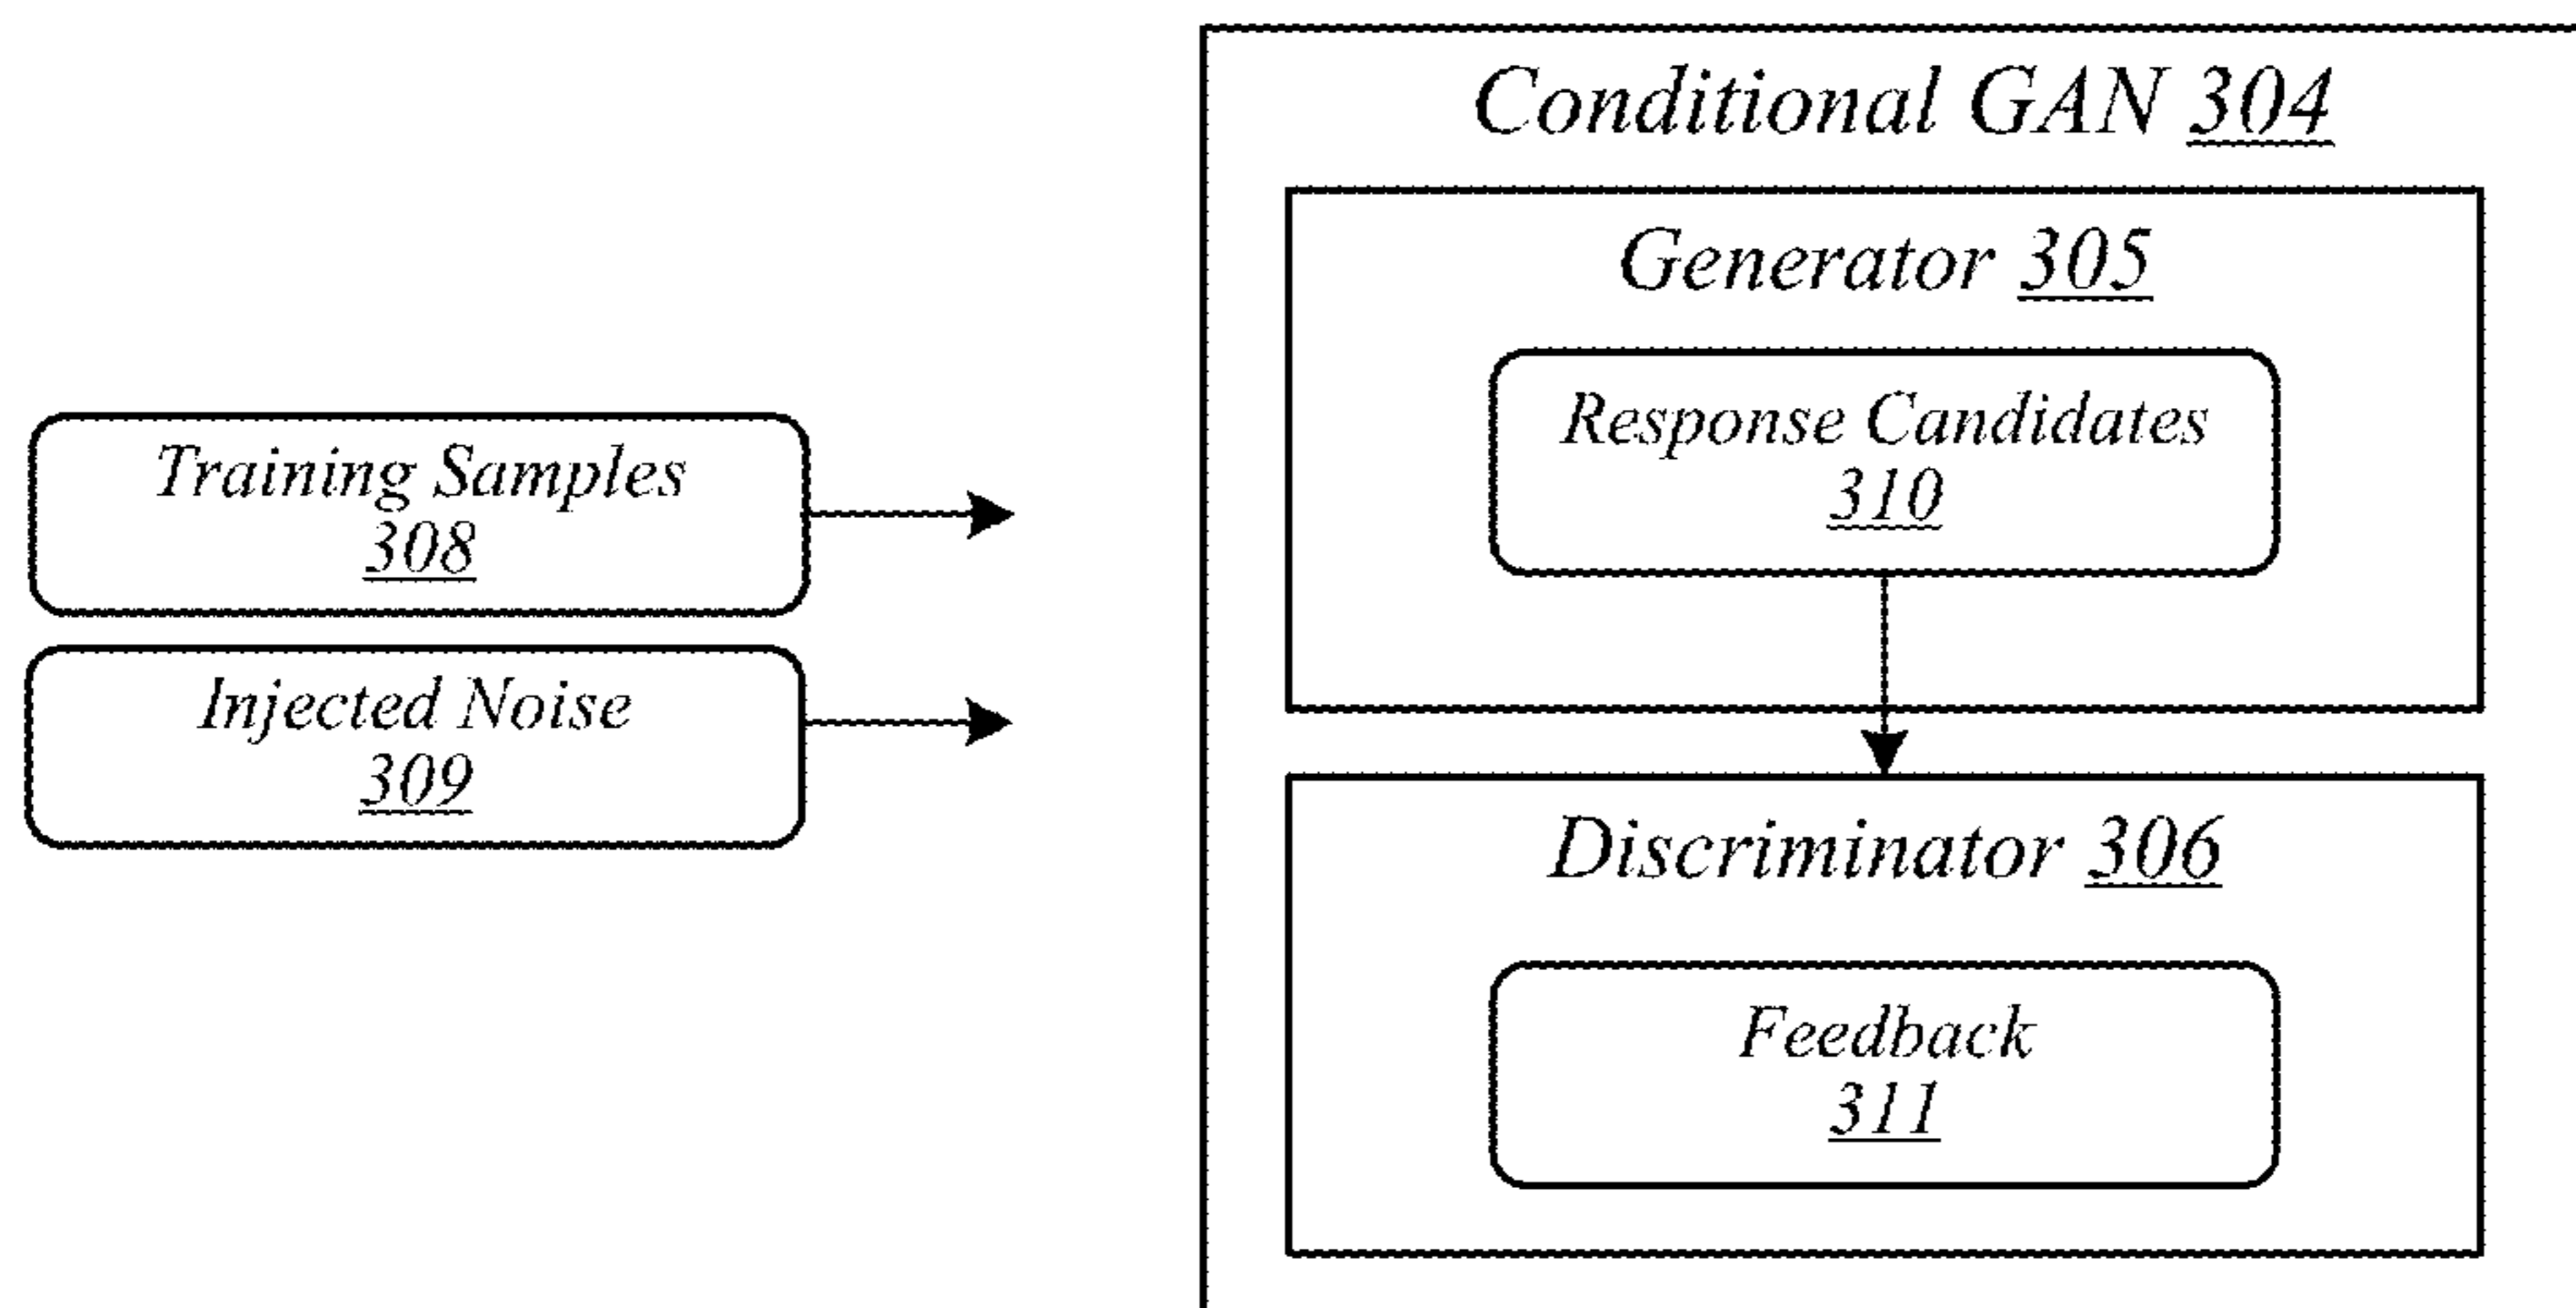 Conditional GAN 304
Generator 305
Response Candidates
310
Training Samples
308
Injected Noise
309
Discriminator 306
Feedback
311